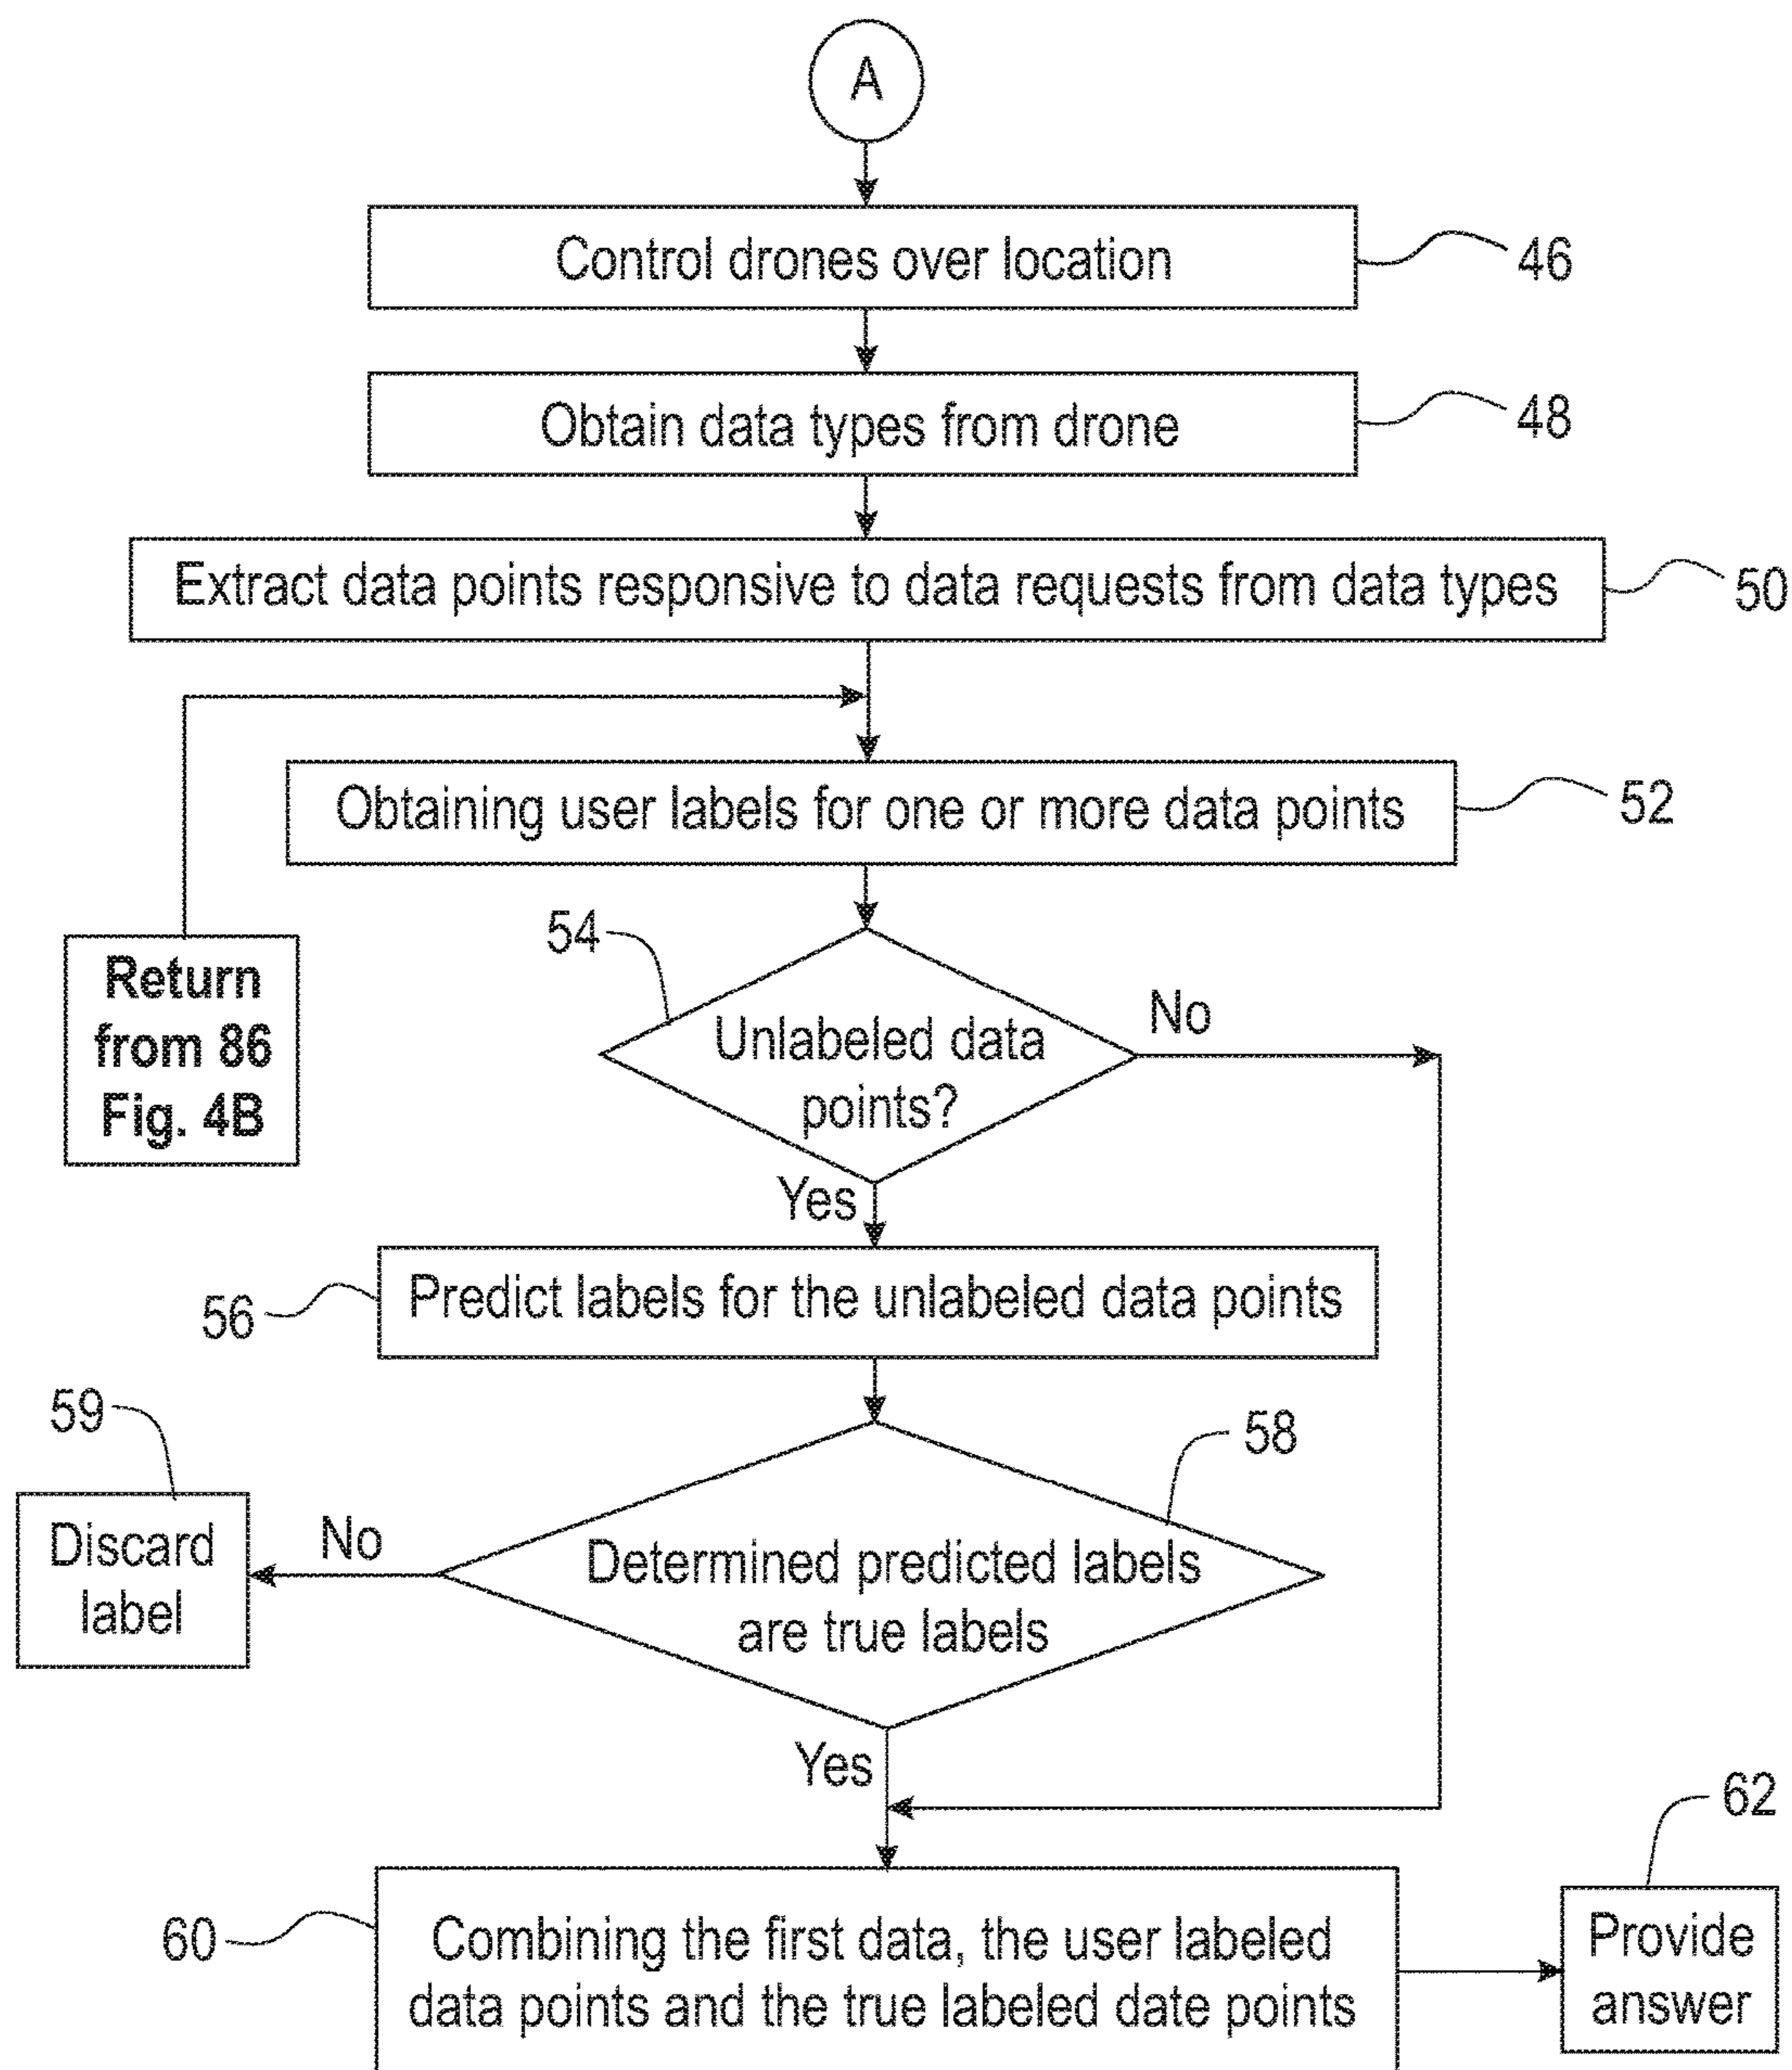 A
Control drones over location
46
Obtain data types from drone
48
Extract data points responsive to data requests from data types
50
Obtaining user labels for one or more data points
52
Return
from 86
Fig. 4B
54
Unlabeled data
points?
No
Yes
Predict labels for the unlabeled data points
56
59
Discard
label
No
58
Determined predicted labels
are true labels
Yes
60
Combining the first data, the user labeled
data points and the true labeled date points
62
Provide
answer